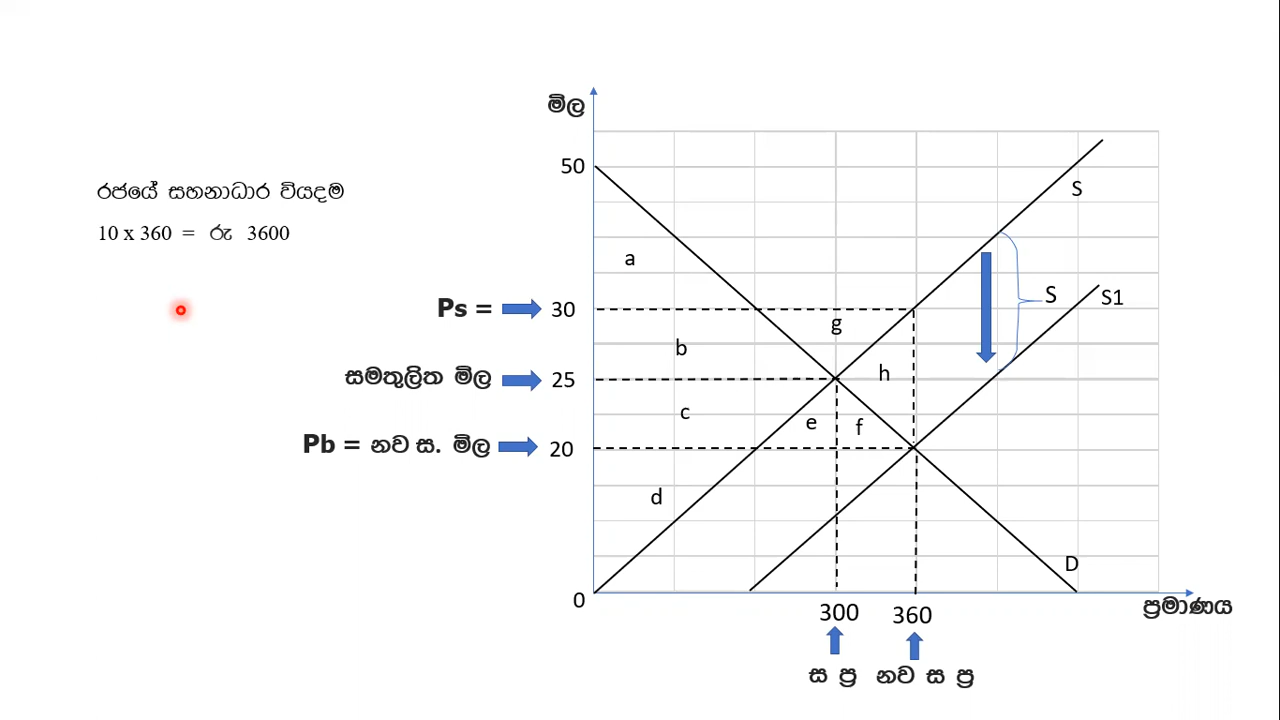 මිල
50
රජයේ සහනාධාර වියදම
S
10 x 360 = රු 3600
a
Ps =
30
S
S1
g
b
h
සමතුලිත මිල
25
c
e
f
Pb = නව ස. මිල
20
d
D
0
ප්‍රමාණය
300
360
ස ප්‍ර
නව ස ප්‍ර